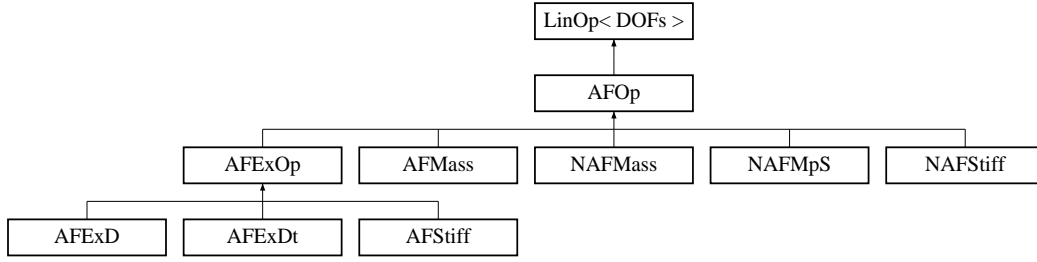 LinOp< DOFs >
AFOp
AFExOp
AFMass
NAFMass
NAFMpS
NAFStiff
AFExD
AFExDt
AFStiff